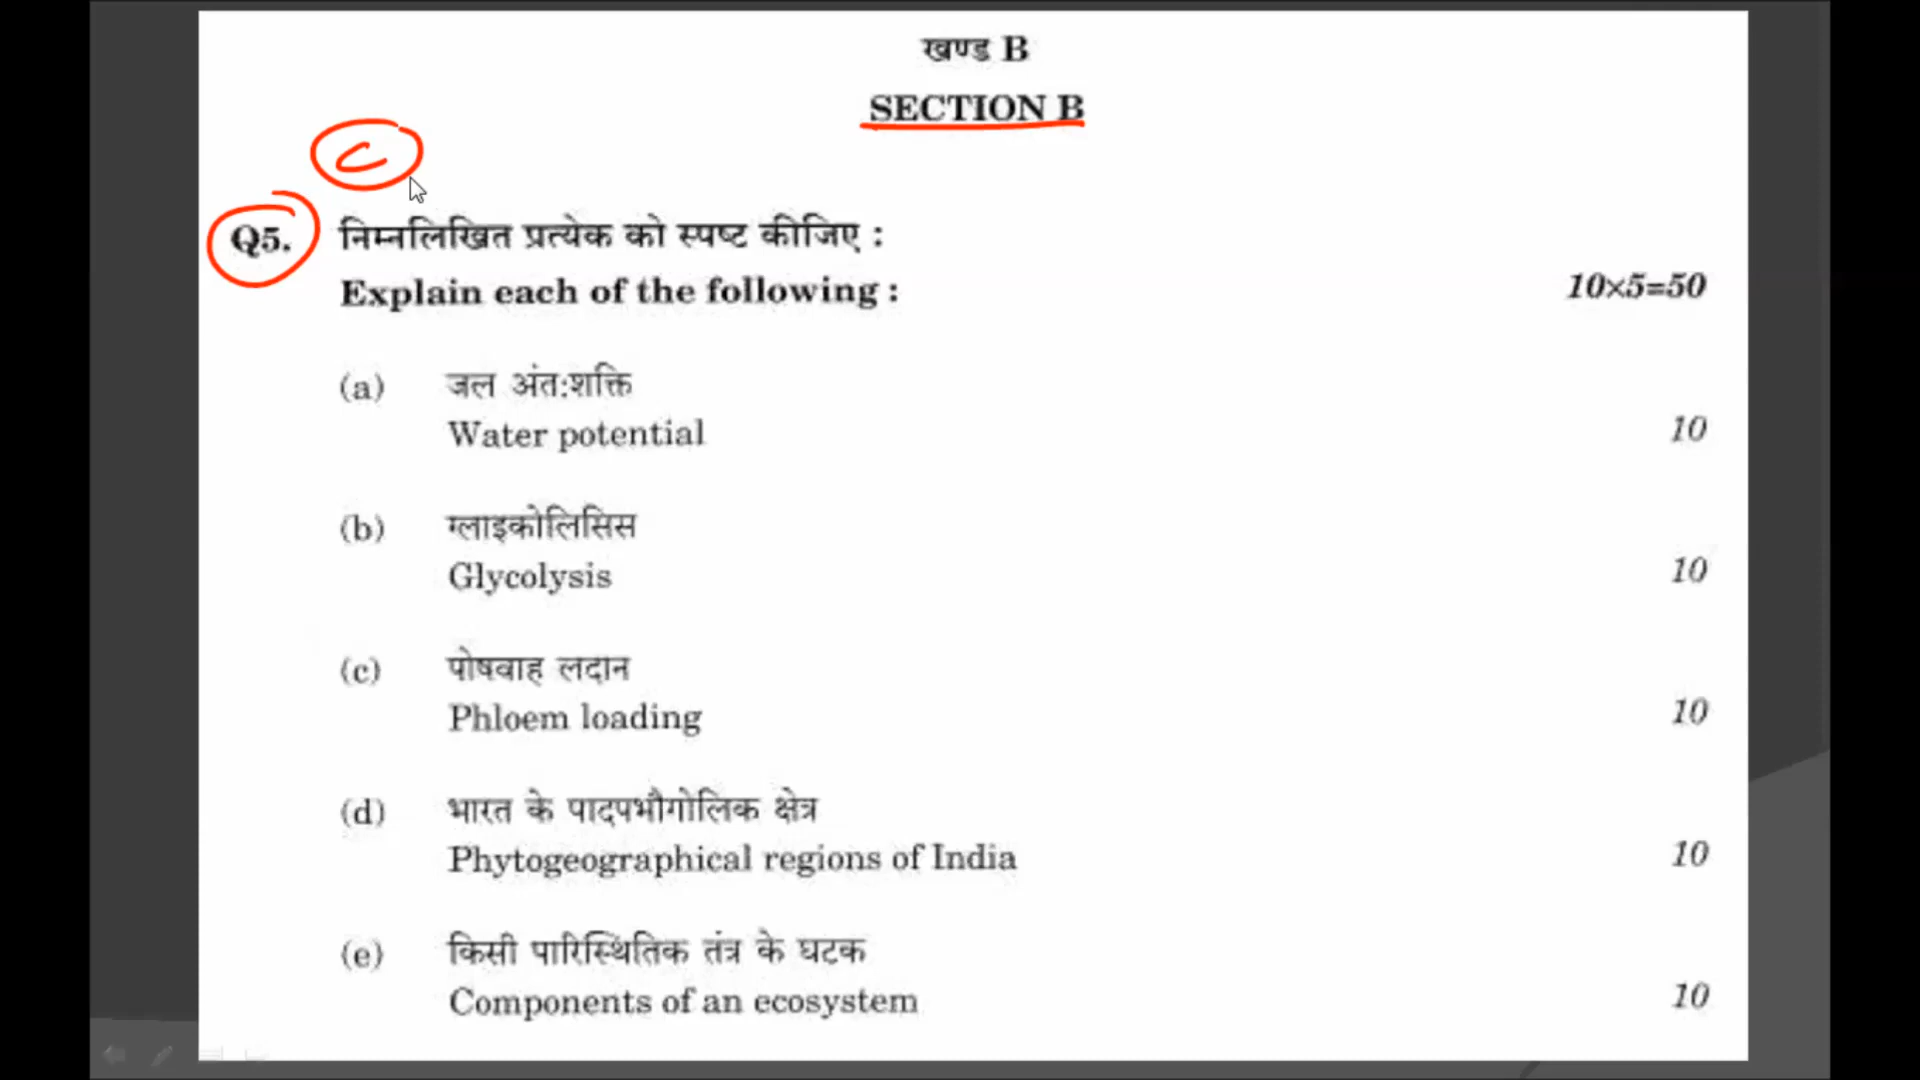 खण्ड B
SECTION B
C
Q5. निम्नलिखित प्रत्येक को स्पष्ट कीजिए :
Explain each of the following : 10×5=50
(a) जल अंत:शक्ति
Water potential 10
(b) ग्लाइकोलिसिस
Glycolysis 10
(c) पोषवाह लदान
Phloem loading 10
(d) भारत के पादपभौगोलिक क्षेत्र
Phytogeographical regions of India 10
(e) किसी पारिस्थितिक तंत्र के घटक
Components of an ecosystem 10